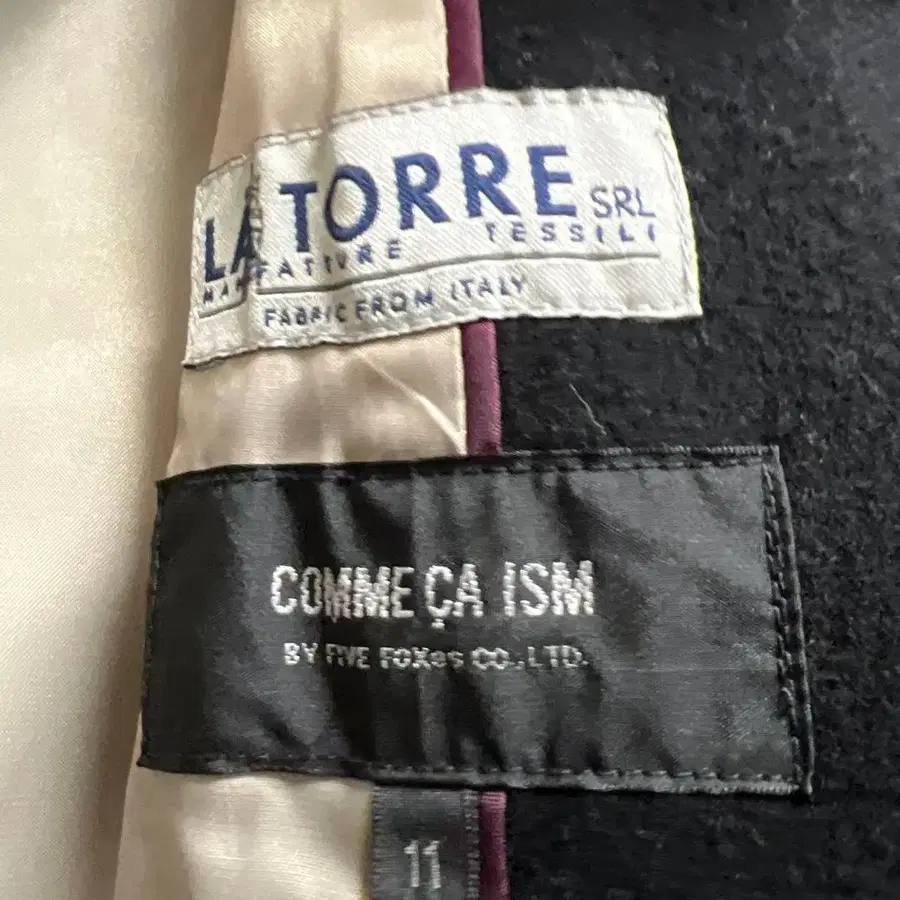 LA TORRE SRL
MANIFATTURE TESSILI
FABRIC FROM ITALY
COMME ÇA ISM
BY FIVE FOXes CO.,LTD.
11